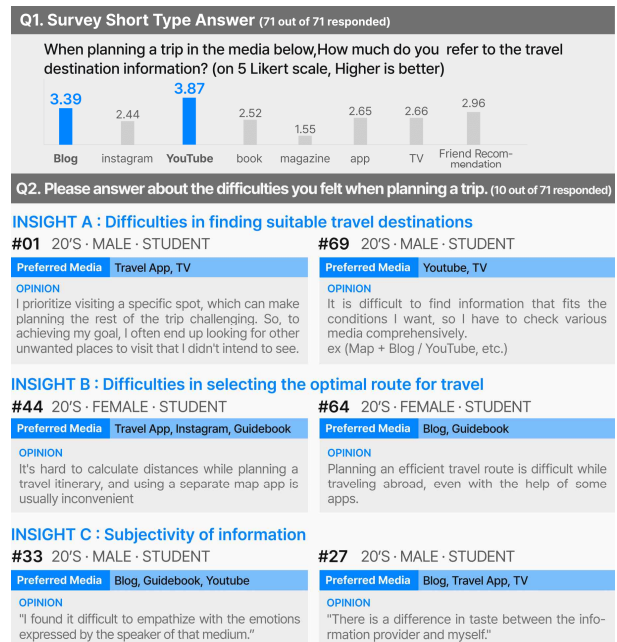 Q1. Survey Short Type Answer (71 out of 71 responded)
When planning a trip in the media below,How much do you refer to the travel
destination information? (on 5 Likert scale, Higher is better)
3.39 2.44 3.87 2.52 1.55 2.65 2.66 2.96
Blog instagram YouTube book magazine app TV Friend Recom-
mendation
Q2. Please answer about the difficulties you felt when planning a trip. (10 out of 71 responded)
INSIGHT A : Difficulties in finding suitable travel destinations
#01 20'S · MALE · STUDENT
Preferred Media Travel App, TV
OPINION
I prioritize visiting a specific spot, which can make
planning the rest of the trip challenging. So, to
achieving my goal, I often end up looking for other
unwanted places to visit that I didn't intend to see.
#69 20'S · MALE · STUDENT
Preferred Media Youtube, TV
OPINION
It is difficult to find information that fits the
conditions I want, so I have to check various
media comprehensively.
ex (Map + Blog / YouTube, etc.)
INSIGHT B : Difficulties in selecting the optimal route for travel
#44 20'S · FEMALE · STUDENT
Preferred Media Travel App, Instagram, Guidebook
OPINION
It's hard to calculate distances while planning a
travel itinerary, and using a separate map app is
usually inconvenient
#64 20'S · FEMALE · STUDENT
Preferred Media Blog, Guidebook
OPINION
Planning an efficient travel route is difficult while
traveling abroad, even with the help of some
apps.
INSIGHT C : Subjectivity of information
#33 20'S · MALE · STUDENT
Preferred Media Blog, Guidebook, Youtube
OPINION
"I found it difficult to empathize with the emotions
expressed by the speaker of that medium."
#27 20'S · MALE · STUDENT
Preferred Media Blog, Travel App, TV
OPINION
"There is a difference in taste between the info-
rmation provider and myself."